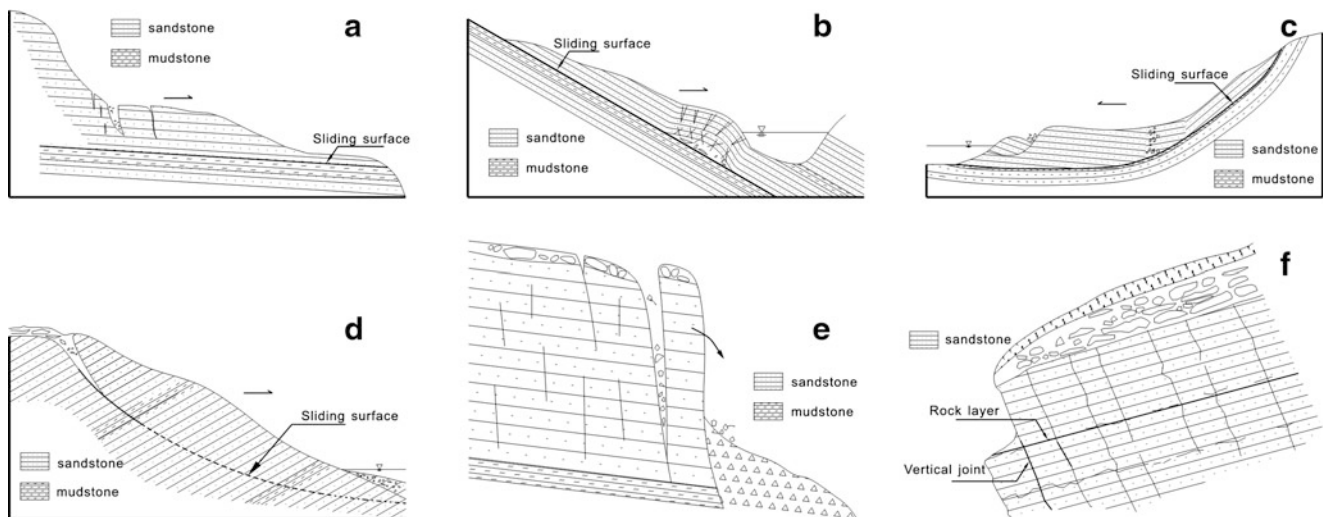 a
sandstone
mudstone
Sliding surface
b
Sliding surface
sandtone
mudstone
c
Sliding surface
sandstone
mudstone
d
Sliding surface
sandstone
mudstone
e
sandstone
mudstone
f
sandstone
Rock layer
Vertical joint